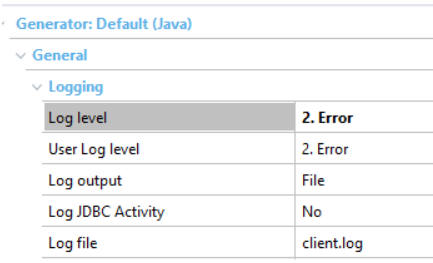 Generator: Default (Java)
General
Logging
Log level 2. Error
User Log level 2. Error
Log output File
Log JDBC Activity No
Log file client.log